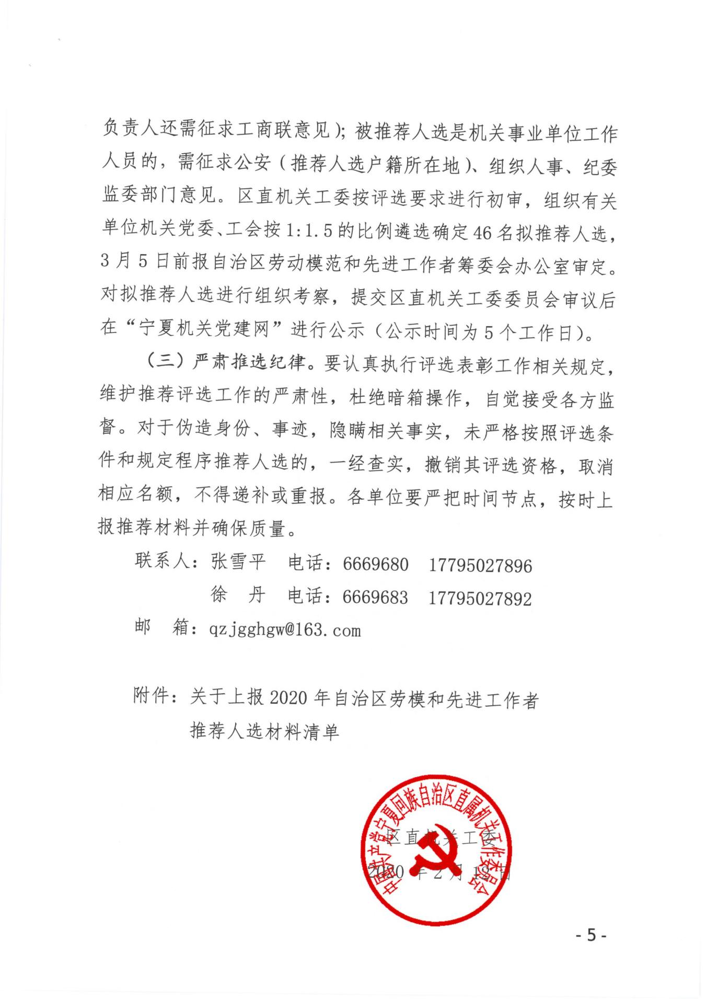 负责人还需征求工商联意见）；被推荐人选是机关事业单位工作
人员的，需征求公安（推荐人选户籍所在地）、组织人事、纪委
监委部门意见。区直机关工委按评选要求进行初审，组织有关
单位机关党委、工会按1:1.5的比例遴选确定46名拟推荐人选，
3月5日前报自治区劳动模范和先进工作者筹委会办公室审定。
对拟推荐人选进行组织考察，提交区直机关工委委员会审议后
在“宁夏机关党建网”进行公示（公示时间为5个工作日）。
（三）严肃推选纪律。要认真执行评选表彰工作相关规定，
维护推荐评选工作的严肃性，杜绝暗箱操作，自觉接受各方监
督。对于伪造身份、事迹，隐瞒相关事实，未严格按照评选条
件和规定程序推荐人选的，一经查实，撤销其评选资格，取消
相应名额，不得递补或重报。各单位要严把时间节点，按时上
报推荐材料并确保质量。
联系人：张雪平 电话：6669680 17795027896
徐 丹 电话：6669683 17795027892
邮 箱：qzjgghgw@163.com
附件：关于上报2020年自治区劳模和先进工作者
推荐人选材料清单
中国共产党宁夏回族自治区直属机关工作委员会
区直机关工委
2020年2月12日
-5-